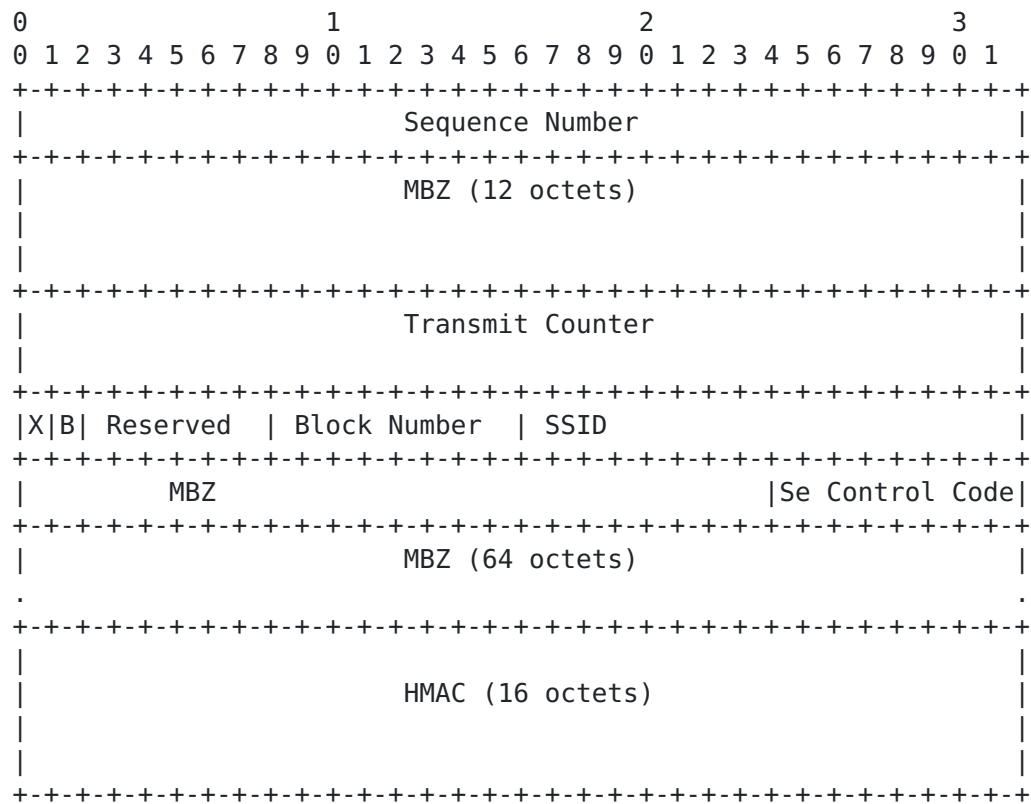 0                   1                   2                   3
0 1 2 3 4 5 6 7 8 9 0 1 2 3 4 5 6 7 8 9 0 1 2 3 4 5 6 7 8 9 0 1
+-+-+-+-+-+-+-+-+-+-+-+-+-+-+-+-+-+-+-+-+-+-+-+-+-+-+-+-+-+-+-+-+
|                        Sequence Number                        |
+-+-+-+-+-+-+-+-+-+-+-+-+-+-+-+-+-+-+-+-+-+-+-+-+-+-+-+-+-+-+-+-+
|                        MBZ (12 octets)                        |
|                                                               |
|                                                               |
+-+-+-+-+-+-+-+-+-+-+-+-+-+-+-+-+-+-+-+-+-+-+-+-+-+-+-+-+-+-+-+-+
|                        Transmit Counter                       |
|                                                               |
+-+-+-+-+-+-+-+-+-+-+-+-+-+-+-+-+-+-+-+-+-+-+-+-+-+-+-+-+-+-+-+-+
|X|B| Reserved  | Block Number  | SSID                          |
+-+-+-+-+-+-+-+-+-+-+-+-+-+-+-+-+-+-+-+-+-+-+-+-+-+-+-+-+-+-+-+-+
|         MBZ                                   |Se Control Code|
+-+-+-+-+-+-+-+-+-+-+-+-+-+-+-+-+-+-+-+-+-+-+-+-+-+-+-+-+-+-+-+-+
|                        MBZ (64 octets)                        |
.                                                               .
+-+-+-+-+-+-+-+-+-+-+-+-+-+-+-+-+-+-+-+-+-+-+-+-+-+-+-+-+-+-+-+-+
|                                                               |
|                        HMAC (16 octets)                       |
|                                                               |
|                                                               |
+-+-+-+-+-+-+-+-+-+-+-+-+-+-+-+-+-+-+-+-+-+-+-+-+-+-+-+-+-+-+-+-+